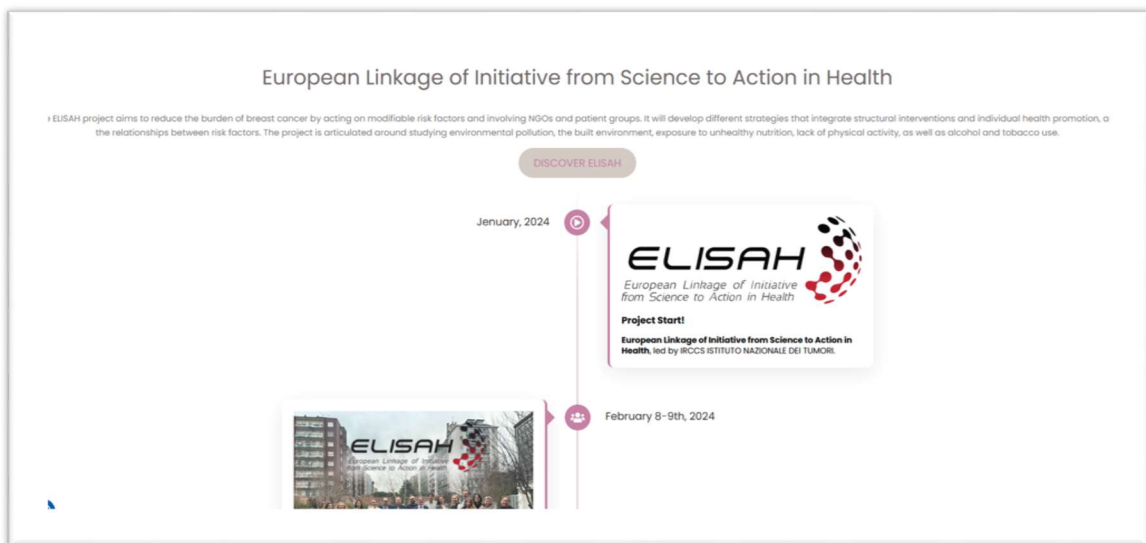 European Linkage of Initiative from Science to Action in Health
ELISAH project aims to reduce the burden of breast cancer by acting on modifiable risk factors and involving NGOs and patient groups. It will develop different strategies that integrate structural interventions and individual health promotion, a
the relationships between risk factors. The project is articulated around studying environmental pollution, the built environment, exposure to unhealthy nutrition, lack of physical activity, as well as alcohol and tobacco use.
DISCOVER ELISAH
Jenuary, 2024
ELISAH
European Linkage of Initiative
from Science to Action in Health
Project Start!
European Linkage of Initiative from Science to Action in
Health, led by IRCCS ISTITUTO NAZIONALE DEI TUMORI.
February 8-9th, 2024
ELISAH
European Linkage of Initiative
from Science to Action in Health